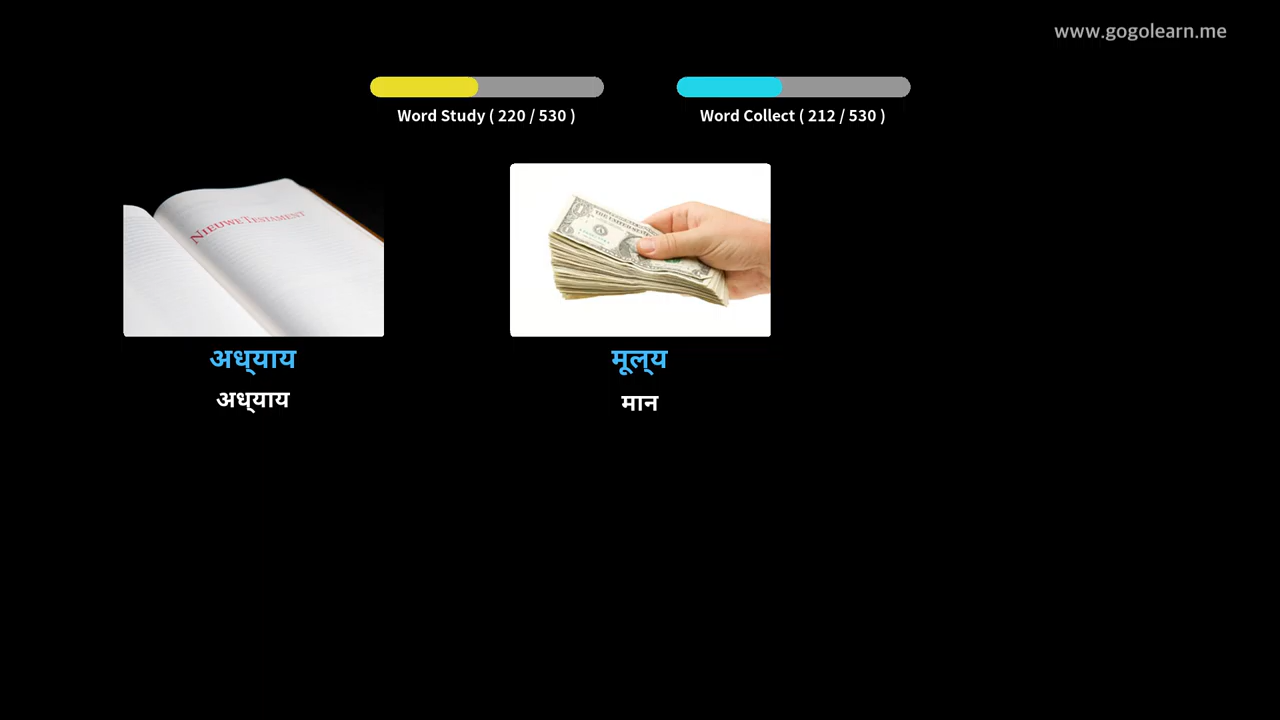 www.gogolearn.me
Word Study ( 220 / 530 )
Word Collect ( 212 / 530 )
NIEUWE TESTAMENT
अध्याय
अध्याय
मूल्य
मान